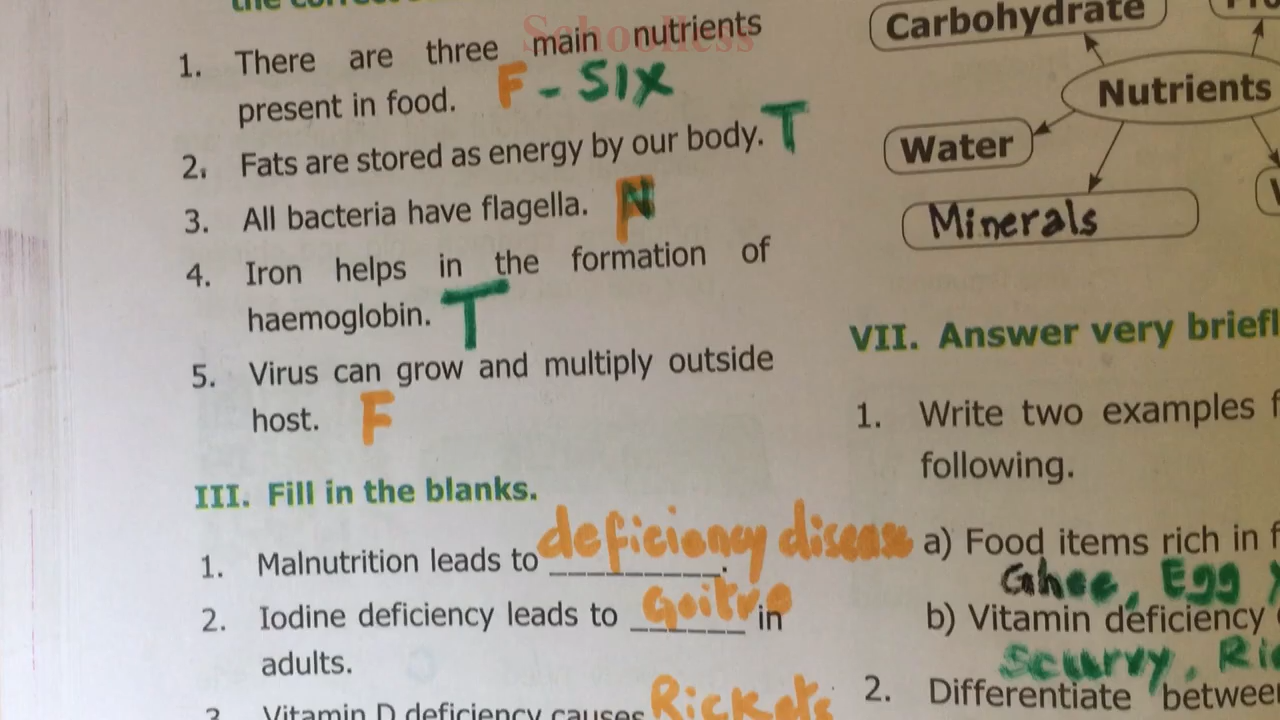 1. There are three main nutrients
present in food. F - SIX
2. Fats are stored as energy by our body. T
3. All bacteria have flagella.
4. Iron helps in the formation of
haemoglobin. T
5. Virus can grow and multiply outside
host. F
III. Fill in the blanks.
1. Malnutrition leads to deficiency disease.
2. Iodine deficiency leads to Goitre in
adults.
3. Vitamin D deficiency causes Rickets
Carbohydrate
Nutrients
Water
Minerals
VII. Answer very briefl
1. Write two examples f
following.
a) Food items rich in f
Ghee, Egg
b) Vitamin deficiency
Scurvy, Ric
2. Differentiate betwee